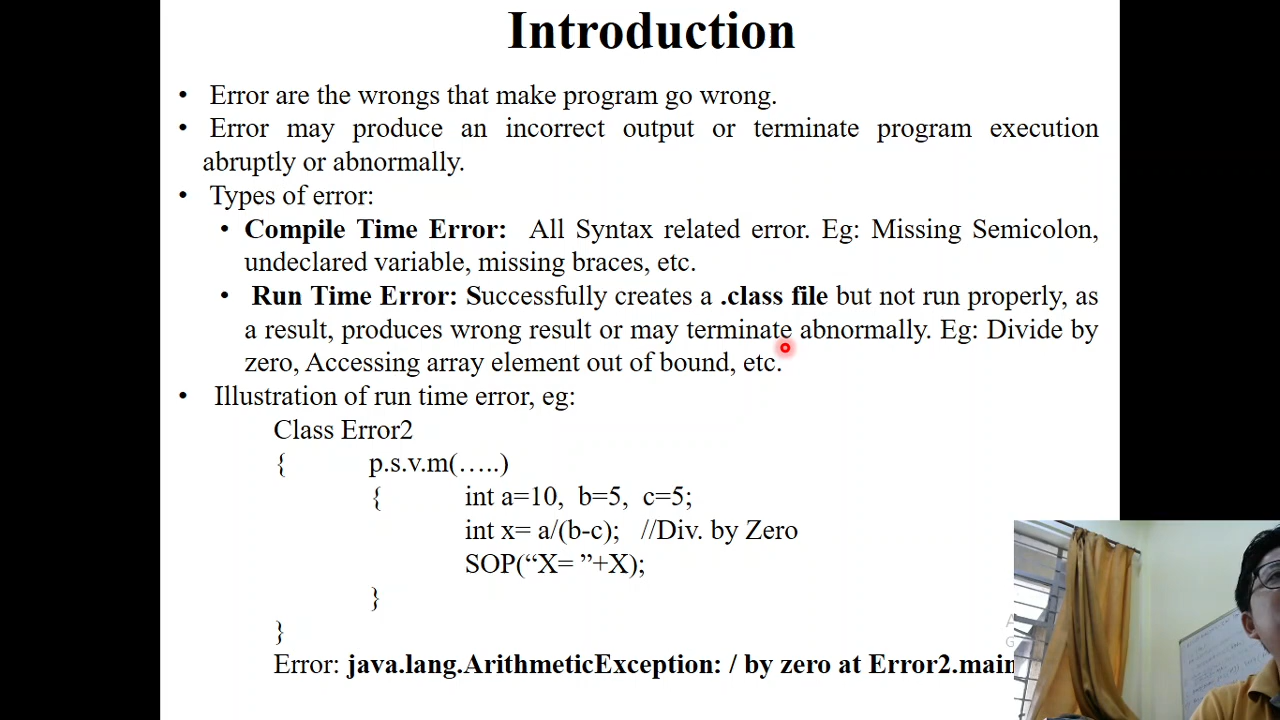 Introduction
• Error are the wrongs that make program go wrong.
• Error may produce an incorrect output or terminate program execution
abruptly or abnormally.
• Types of error:
• Compile Time Error: All Syntax related error. Eg: Missing Semicolon,
undeclared variable, missing braces, etc.
• Run Time Error: Successfully creates a .class file but not run properly, as
a result, produces wrong result or may terminate abnormally. Eg: Divide by
zero, Accessing array element out of bound, etc.
• Illustration of run time error, eg:
Class Error2
{ p.s.v.m(…..)
{ int a=10, b=5, c=5;
int x= a/(b-c); //Div. by Zero
SOP(“X= ”+X);
}
}
Error: java.lang.ArithmeticException: / by zero at Error2.main